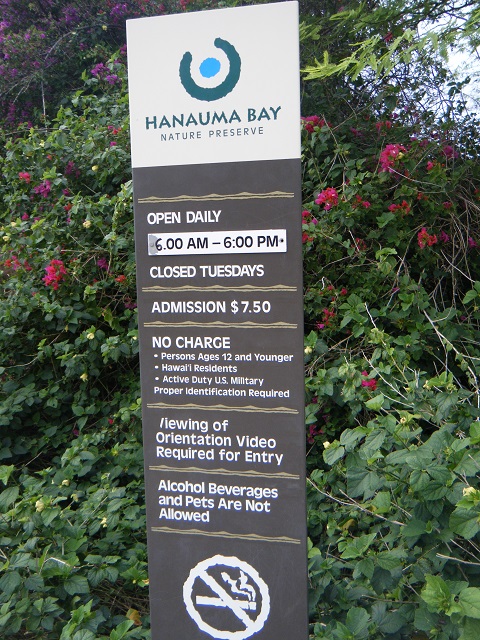 HANAUMA BAY
NATURE PRESERVE
OPEN DAILY
6.00 AM – 6:00 PM
CLOSED TUESDAYS
ADMISSION $7.50
NO CHARGE
• Persons Ages 12 and Younger
• Hawai'i Residents
• Active Duty U.S. Military
Proper Identification Required
/iewing of
Orientation Video
Required for Entry
Alcohol Beverages
and Pets Are Not
Allowed